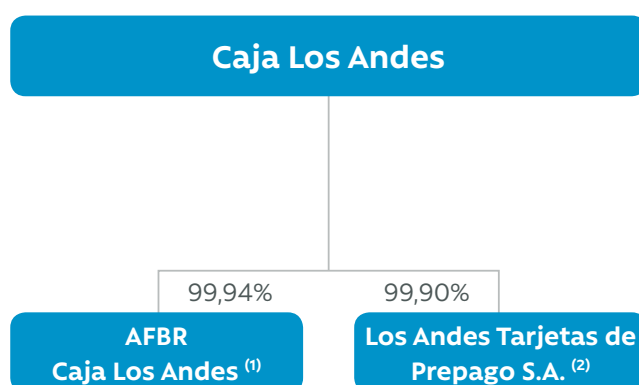 Caja Los Andes
99,94%
99,90%
AFBR
Caja Los Andes (1)
Los Andes Tarjetas de
Prepago S.A. (2)